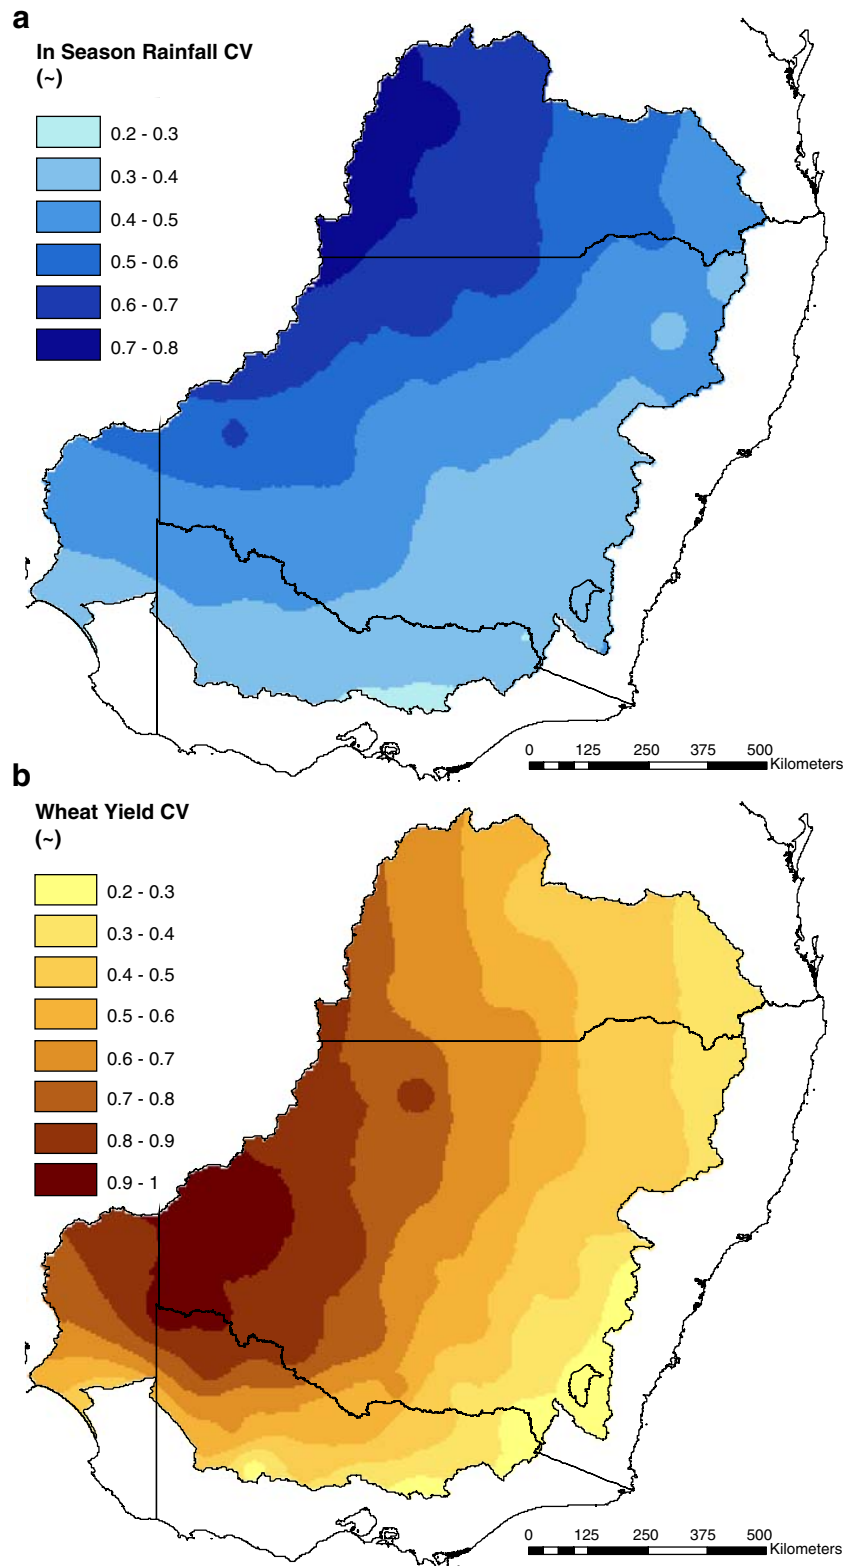 a
In Season Rainfall CV
(~)
0.2 - 0.3
0.3 - 0.4
0.4 - 0.5
0.5 - 0.6
0.6 - 0.7
0.7 - 0.8
0 125 250 375 500
Kilometers
b
Wheat Yield CV
(~)
0.2 - 0.3
0.3 - 0.4
0.4 - 0.5
0.5 - 0.6
0.6 - 0.7
0.7 - 0.8
0.8 - 0.9
0.9 - 1
0 125 250 375 500
Kilometers